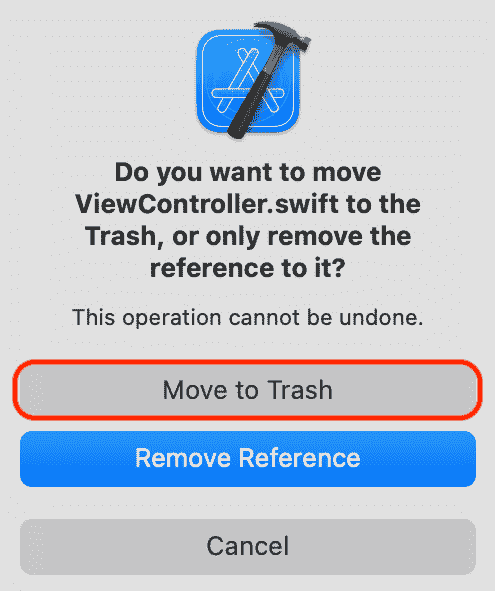 Do you want to move
ViewController.swift to the
Trash, or only remove the
reference to it?
This operation cannot be undone.
Move to Trash
Remove Reference
Cancel